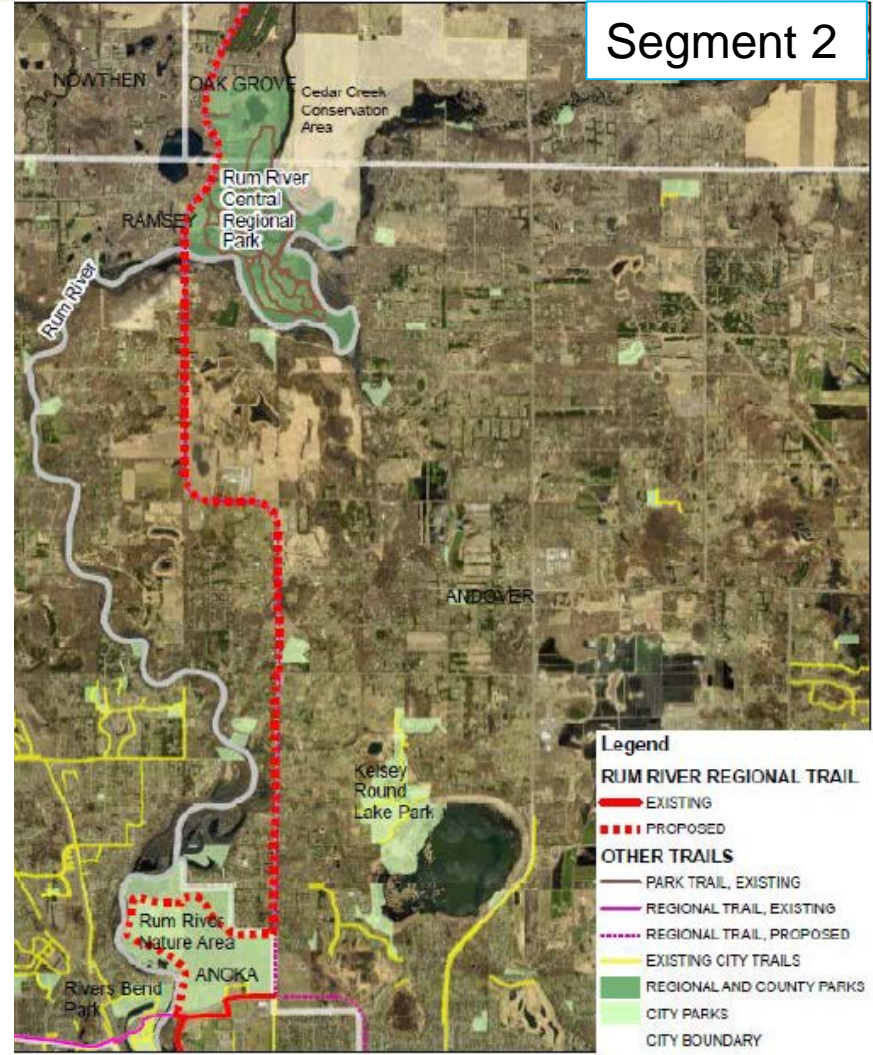 Segment 2
NOWTHEN
OAK GROVE
Cedar Creek
Conservation
Area
Rum River
Central
Regional
Park
RAMSEY
Rum River
ANDOVER
Kelsey
Round
Lake Park
Rum River
Nature Area
ANOKA
Rivers Bend
Park
Legend
RUM RIVER REGIONAL TRAIL
EXISTING
PROPOSED
OTHER TRAILS
PARK TRAIL, EXISTING
REGIONAL TRAIL, EXISTING
REGIONAL TRAIL, PROPOSED
EXISTING CITY TRAILS
REGIONAL AND COUNTY PARKS
CITY PARKS
CITY BOUNDARY